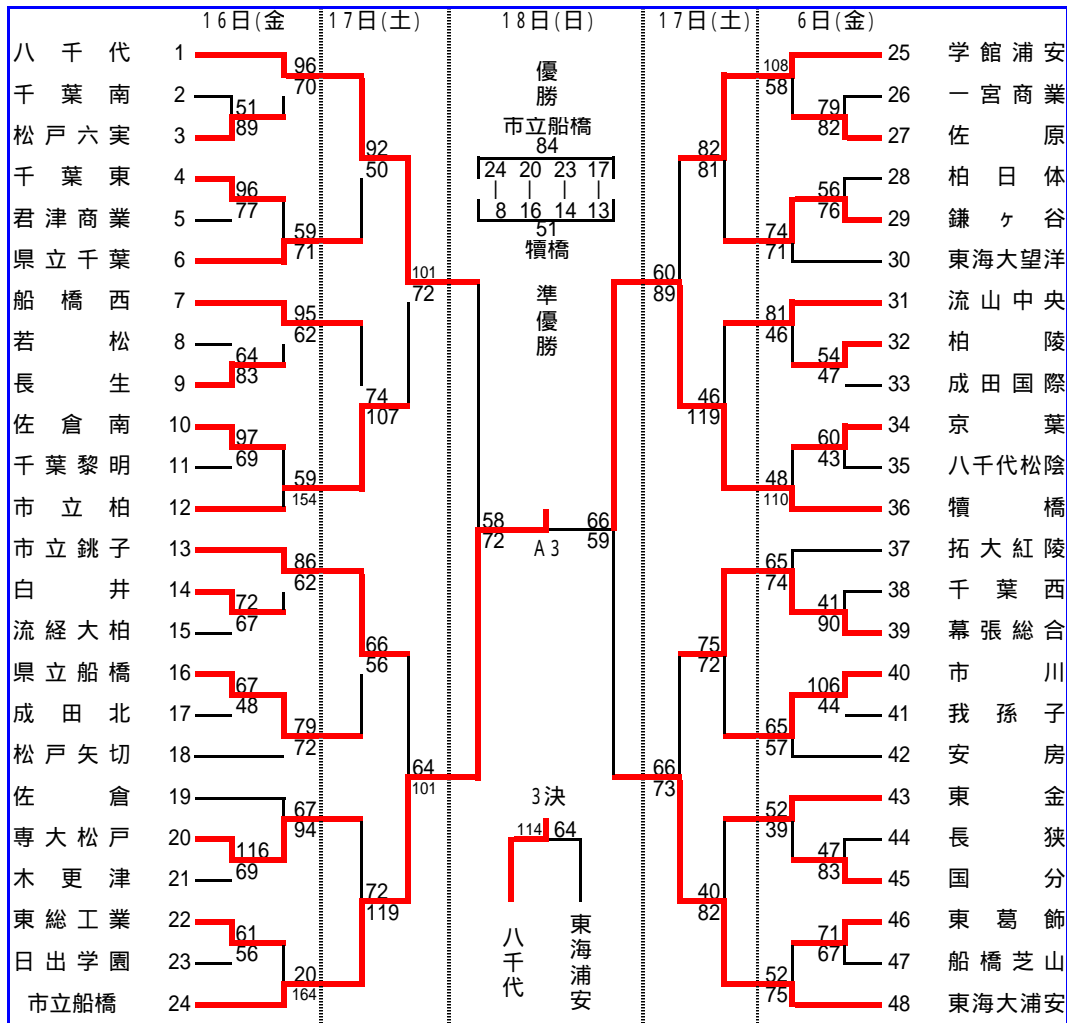 16日(金 17日(土) 18日(日) 17日(土) 6日(金)
八千代 1
千葉南 2
松戸六実 3
千葉東 4
君津商業 5
県立千葉 6
船橋西 7
若松 8
長生 9
佐倉南 10
千葉黎明 11
市立柏 12
市立銚子 13
白井 14
流経大柏 15
県立船橋 16
成田北 17
松戸矢切 18
佐倉 19
専大松戸 20
木更津 21
東総工業 22
日出学園 23
市立船橋 24
96
70
51
89
96
77
59
71
95
62
64
83
97
69
59
154
86
62
72
67
67
48
79
72
67
94
116
69
61
56
20
164
92
50
74
107
66
56
72
119
101
72
64
101
58
72
優勝
市立船橋
84
24 20 23 17
| | | |
8 16 14 13
51
犢橋
準優勝
A3
66
59
3決
114 64
八千代
東海浦安
60
89
66
73
82
81
46
119
75
72
40
82
108
58
79
82
56
76
74
71
81
46
54
47
60
43
48
110
65
74
41
90
106
44
65
57
52
39
47
83
71
67
52
75
25 学館浦安
26 一宮商業
27 佐原
28 柏日体
29 鎌ヶ谷
30 東海大望洋
31 流山中央
32 柏陵
33 成田国際
34 京葉
35 八千代松陰
36 犢橋
37 拓大紅陵
38 千葉西
39 幕張総合
40 市川
41 我孫子
42 安房
43 東金
44 長狭
45 国分
46 東葛飾
47 船橋芝山
48 東海大浦安